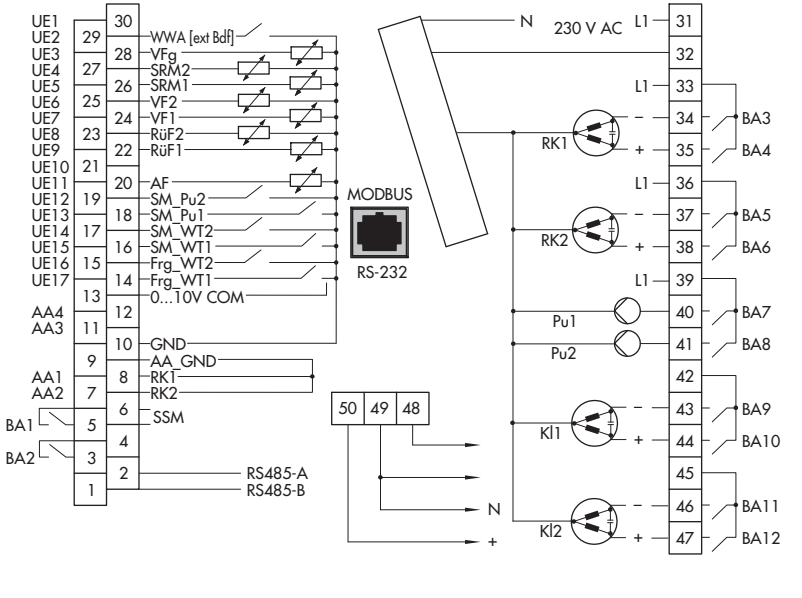 UE1 30
UE2 29 WWA [ext Bdf]
UE3 28 VFg
UE4 27 SRM2
UE5 26 SRM1
UE6 25 VF2
UE7 24 VF1
UE8 23 RüF2
UE9 22 RüF1
UE10 21
UE11 20 AF
UE12 19 SM_Pu2
UE13 18 SM_Pu1
UE14 17 SM_WT2
UE15 16 SM_WT1
UE16 15 Frg_WT2
UE17 14 Frg_WT1
13 0...10V COM
AA4 12
AA3 11
10 GND
9 AA_GND
AA1 8 RK1
AA2 7 RK2
6 SSM
BA1 5
4
BA2 3
2 RS485-A
1 RS485-B
MODBUS
RS-232
50 49 48
N
+
N 230 V AC L1 31
32
L1 33
RK1 − 34 BA3
+ 35 BA4
L1 36
RK2 − 37 BA5
+ 38 BA6
L1 39
Pu1 40 BA7
Pu2 41 BA8
42
Kl1 − 43 BA9
+ 44 BA10
45
Kl2 − 46 BA11
+ 47 BA12